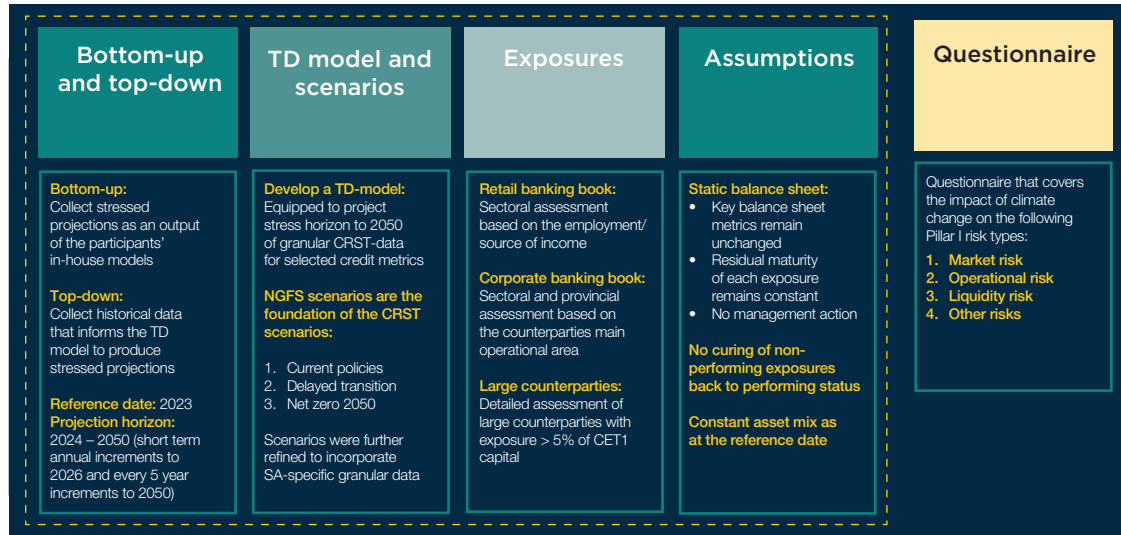 Bottom-up
and top-down
Bottom-up:
Collect stressed
projections as an output
of the participants'
in-house models
Top-down:
Collect historical data
that informs the TD
model to produce
stressed projections
Reference date: 2023
Projection horizon:
2024 – 2050 (short term
annual increments to
2026 and every 5 year
increments to 2050)
TD model and
scenarios
Develop a TD-model:
Equipped to project
stress horizon to 2050
of granular CRST-data
for selected credit metrics
NGFS scenarios are the
foundation of the CRST
scenarios:
1. Current policies
2. Delayed transition
3. Net zero 2050
Scenarios were further
refined to incorporate
SA-specific granular data
Exposures
Retail banking book:
Sectoral assessment
based on the employment/
source of income
Corporate banking book:
Sectoral and provincial
assessment based on
the counterparties main
operational area
Large counterparties:
Detailed assessment of
large counterparties with
exposure > 5% of CET1
capital
Assumptions
Static balance sheet:
• Key balance sheet
metrics remain
unchanged
• Residual maturity
of each exposure
remains constant
• No management action
No curing of non-
performing exposures
back to performing status
Constant asset mix as
at the reference date
Questionnaire
Questionnaire that covers
the impact of climate
change on the following
Pillar I risk types:
1. Market risk
2. Operational risk
3. Liquidity risk
4. Other risks